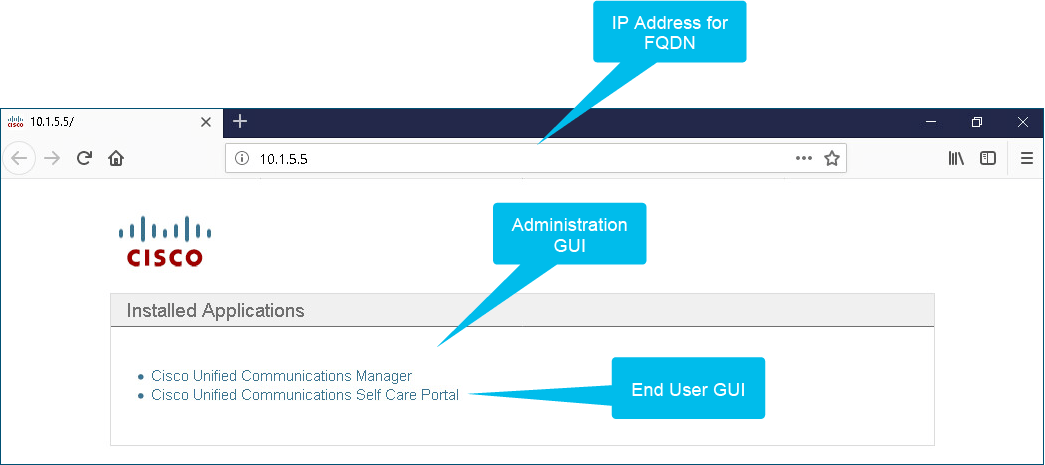 IP Address for
FQDN
cisco 10.1.5.5/
10.1.5.5
Administration
GUI
CISCO
Installed Applications
• Cisco Unified Communications Manager
• Cisco Unified Communications Self Care Portal
End User GUI